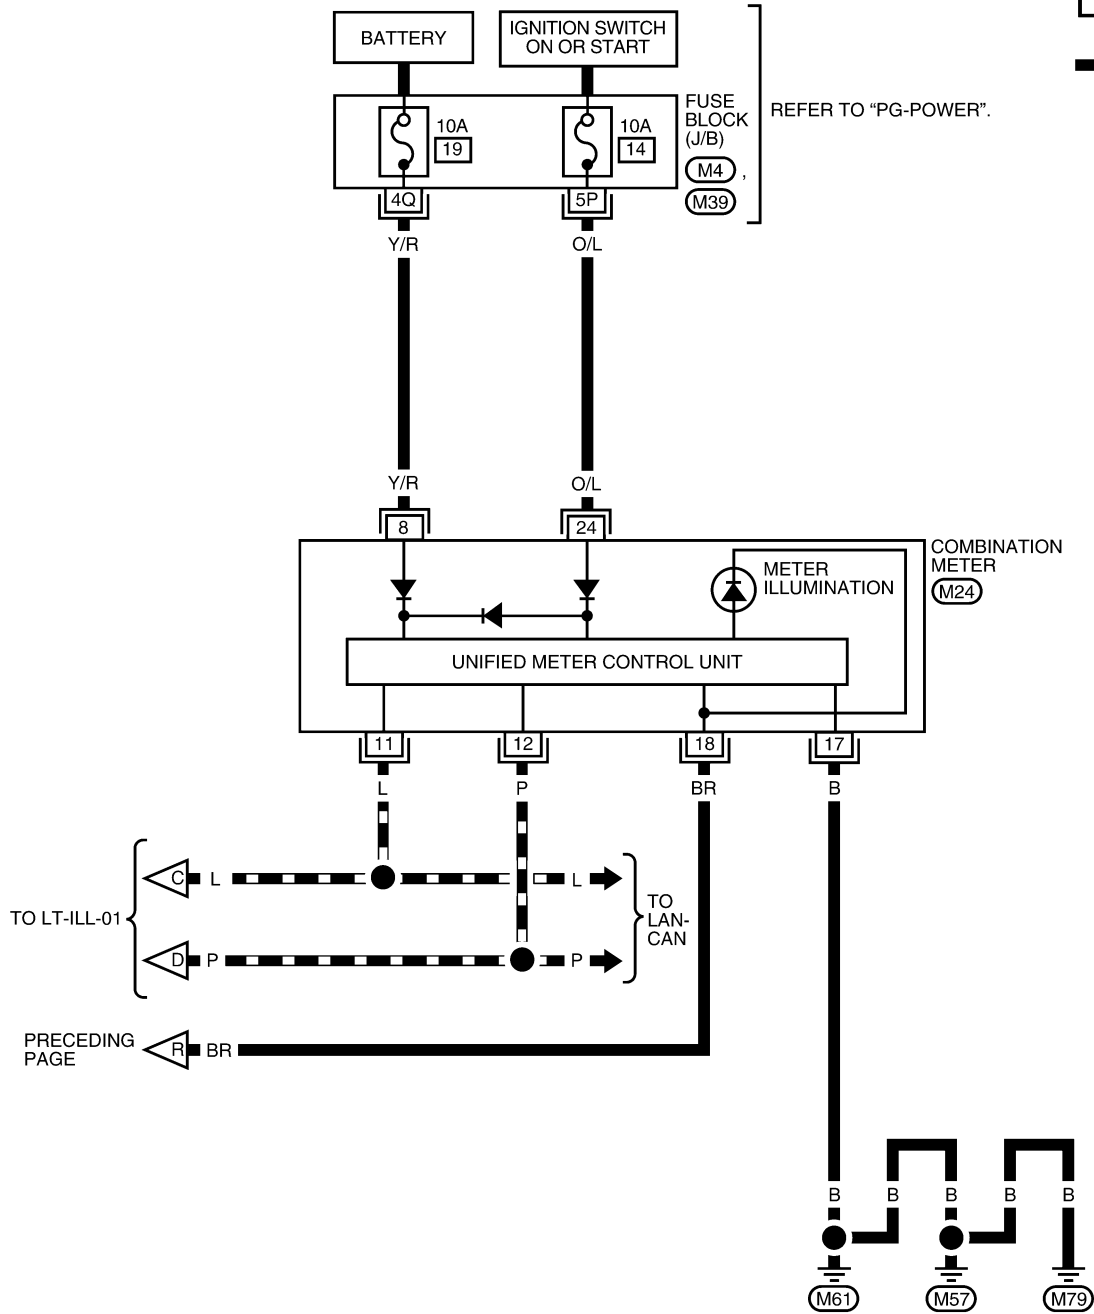 BATTERY
IGNITION SWITCH
ON OR START
10A
19
10A
14
FUSE
BLOCK
(J/B)
M4 ,
M39
REFER TO “PG-POWER”.
4Q
5P
Y/R
O/L
Y/R
O/L
8
24
COMBINATION
METER
M24
METER
ILLUMINATION
UNIFIED METER CONTROL UNIT
11
12
18
17
L
P
BR
B
C
L
L
TO LT-ILL-01
TO
LAN-
CAN
D
P
P
PRECEDING
PAGE
R
BR
B
B
B
B
B
M61
M57
M79